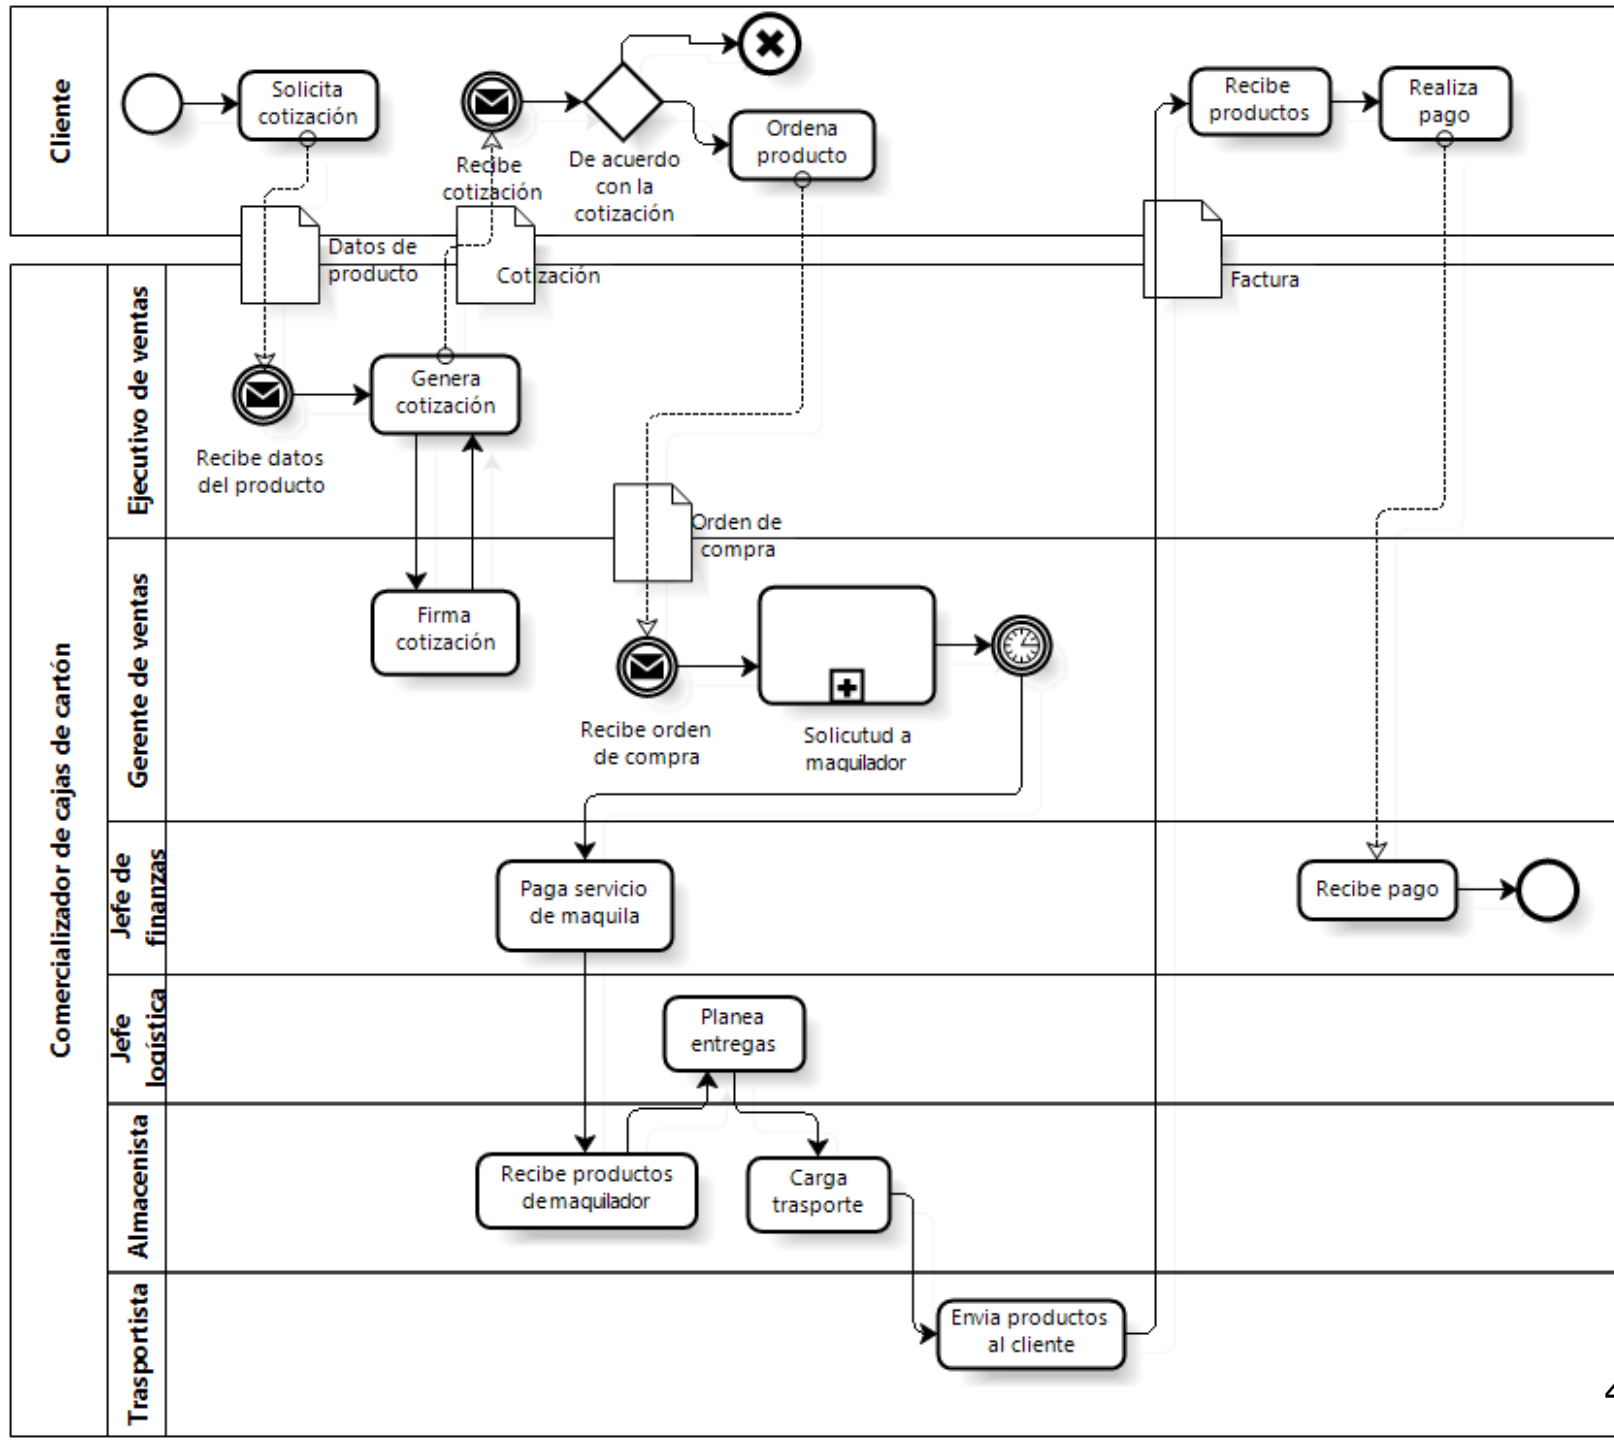 Cliente
Solicita
cotización
Recibe
cotización
De acuerdo
con la
cotización
Ordena
producto
Recibe
productos
Realiza
pago
Datos de
producto
Cotización
Factura
Comercializador de cajas de cartón
Ejecutivo de ventas
Recibe datos
del producto
Genera
cotización
Orden de
compra
Gerente de ventas
Firma
cotización
Recibe orden
de compra
Solicutud a
maquilador
Jefe de
finanzas
Paga servicio
de maquila
Recibe pago
Jefe
logística
Planea
entregas
Almacenista
Recibe productos
de maquilador
Carga
trasporte
Trasportista
Envia productos
al cliente
4